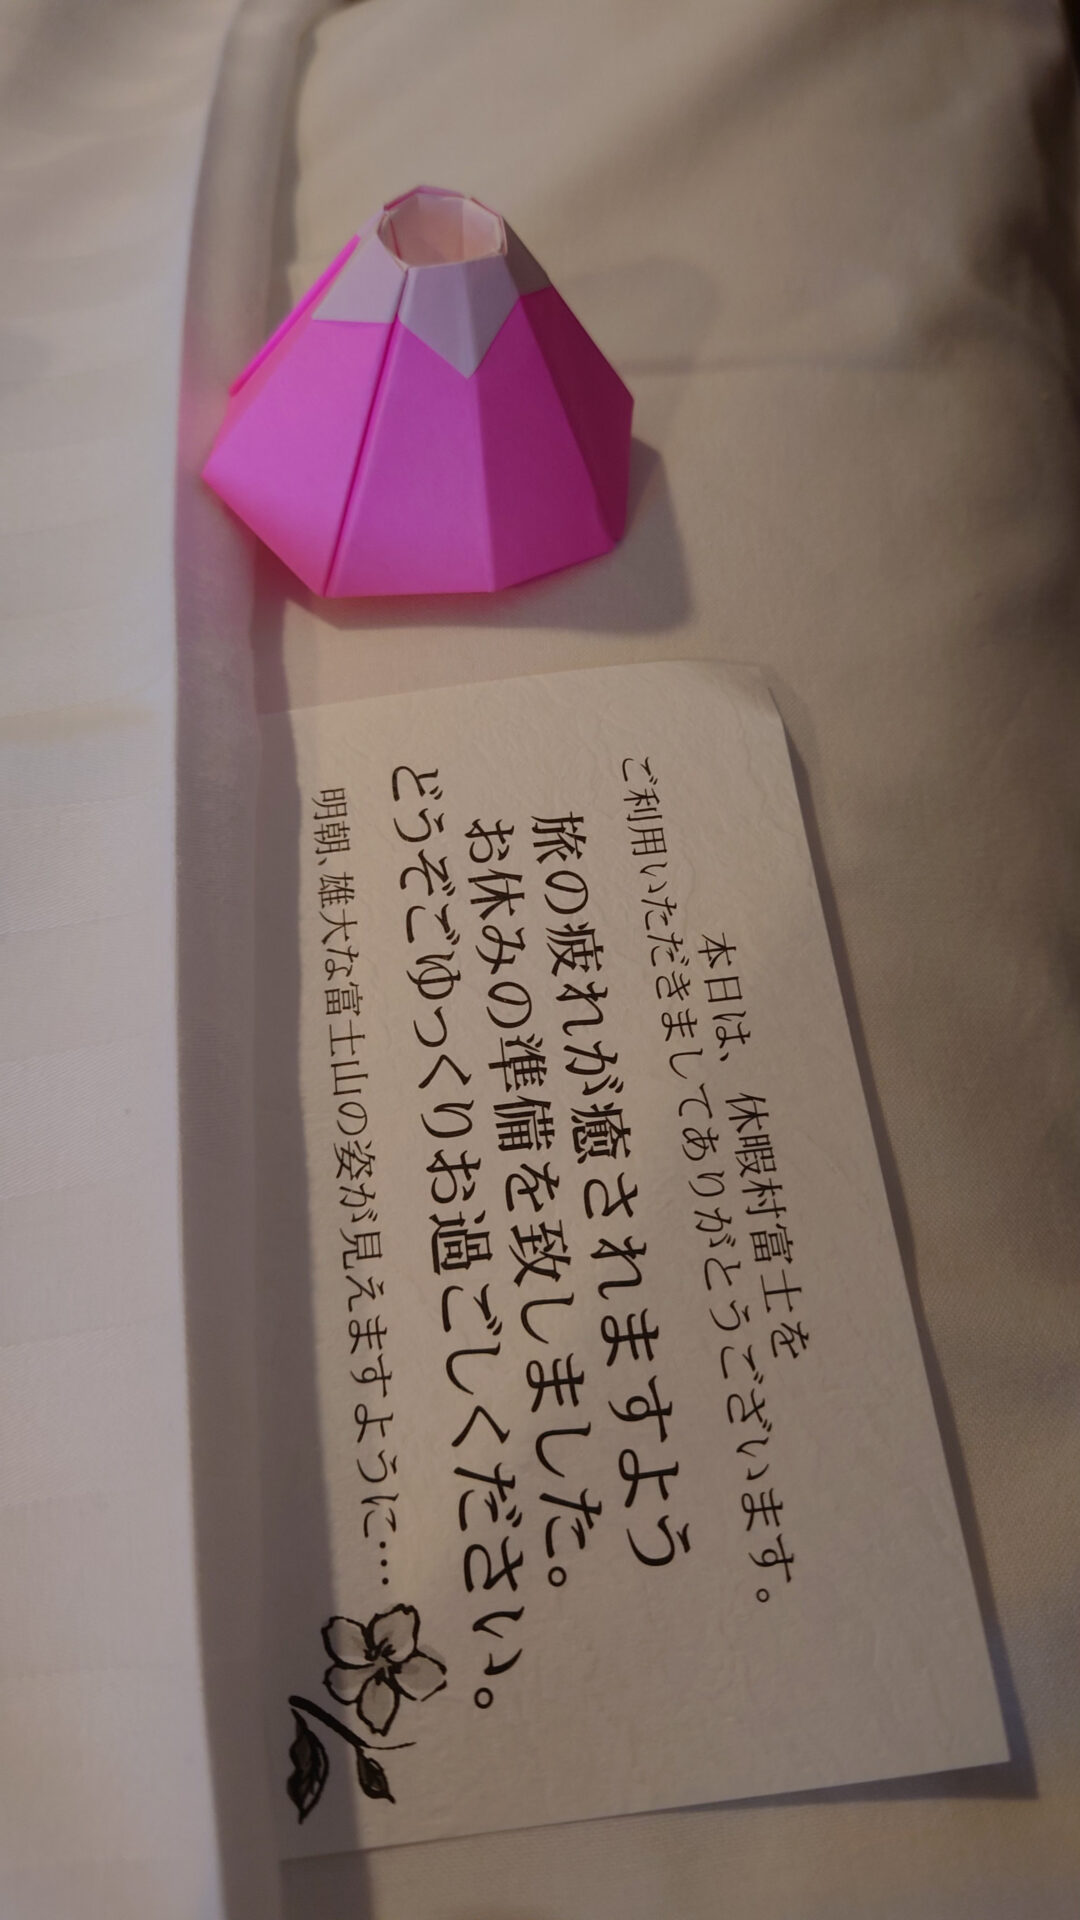 本日は、休暇村富士を
ご利用いただきましてありがとうございます。
旅の疲れが癒されますよう
お休みの準備を致しました。
どうぞごゆっくりお過ごしください。
明朝、雄大な富士山の姿が見えますように…